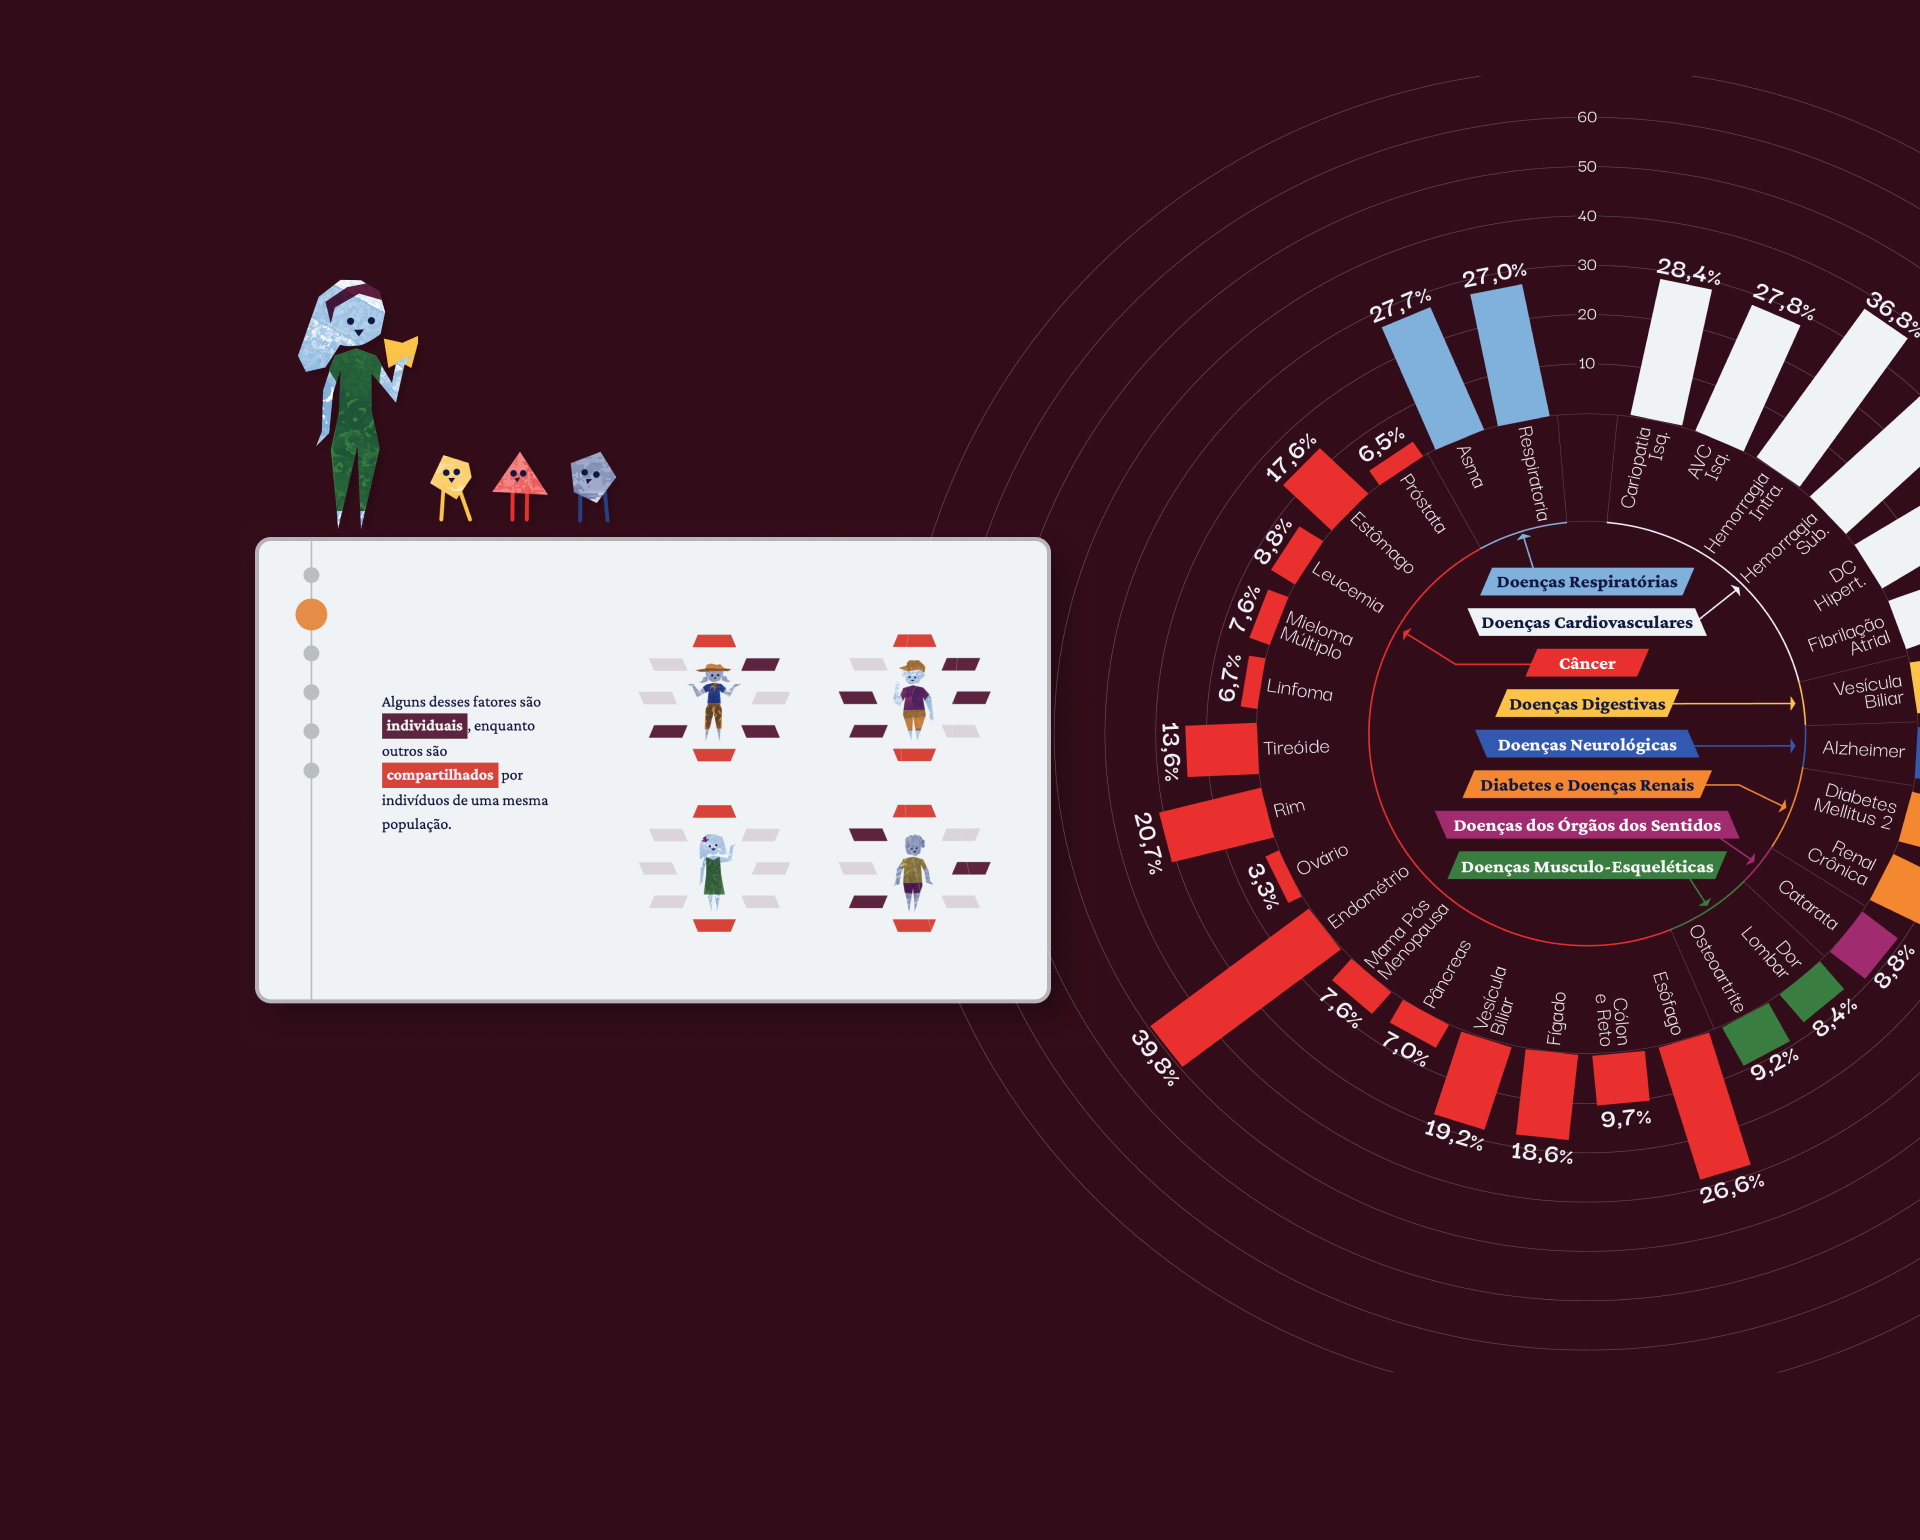 Alguns desses fatores são
individuais, enquanto
outros são
compartilhados por
indivíduos de uma mesma
população.
60
50
40
30
20
10
28,4%
27,8%
36,8%
27,7%
27,0%
17,6%
6,5%
8,8%
7,6%
6,7%
13,6%
20,7%
3,3%
39,8%
7,6%
7,0%
19,2%
18,6%
9,7%
26,6%
9,2%
8,4%
8,8%
Cariopatia
Isq.
AVC
Isq.
Hemorragia
Intra.
Hemorragia
Sub.
DC
Hipert.
Fibrilação
Atrial
Vesícula
Biliar
Alzheimer
Diabetes
Mellitus 2
Renal
Crônica
Catarata
Dor
Lombar
Osteoartrite
Esôfago
Cólon
e Reto
Fígado
Vesícula
Biliar
Pâncreas
Mama Pós
Menopausa
Endométrio
Ovário
Rim
Tireóide
Linfoma
Mieloma
Múltiplo
Leucemia
Estômago
Próstata
Asma
Respiratoria
Doenças Respiratórias
Doenças Cardiovasculares
Câncer
Doenças Digestivas
Doenças Neurológicas
Diabetes e Doenças Renais
Doenças dos Órgãos dos Sentidos
Doenças Musculo-Esqueléticas